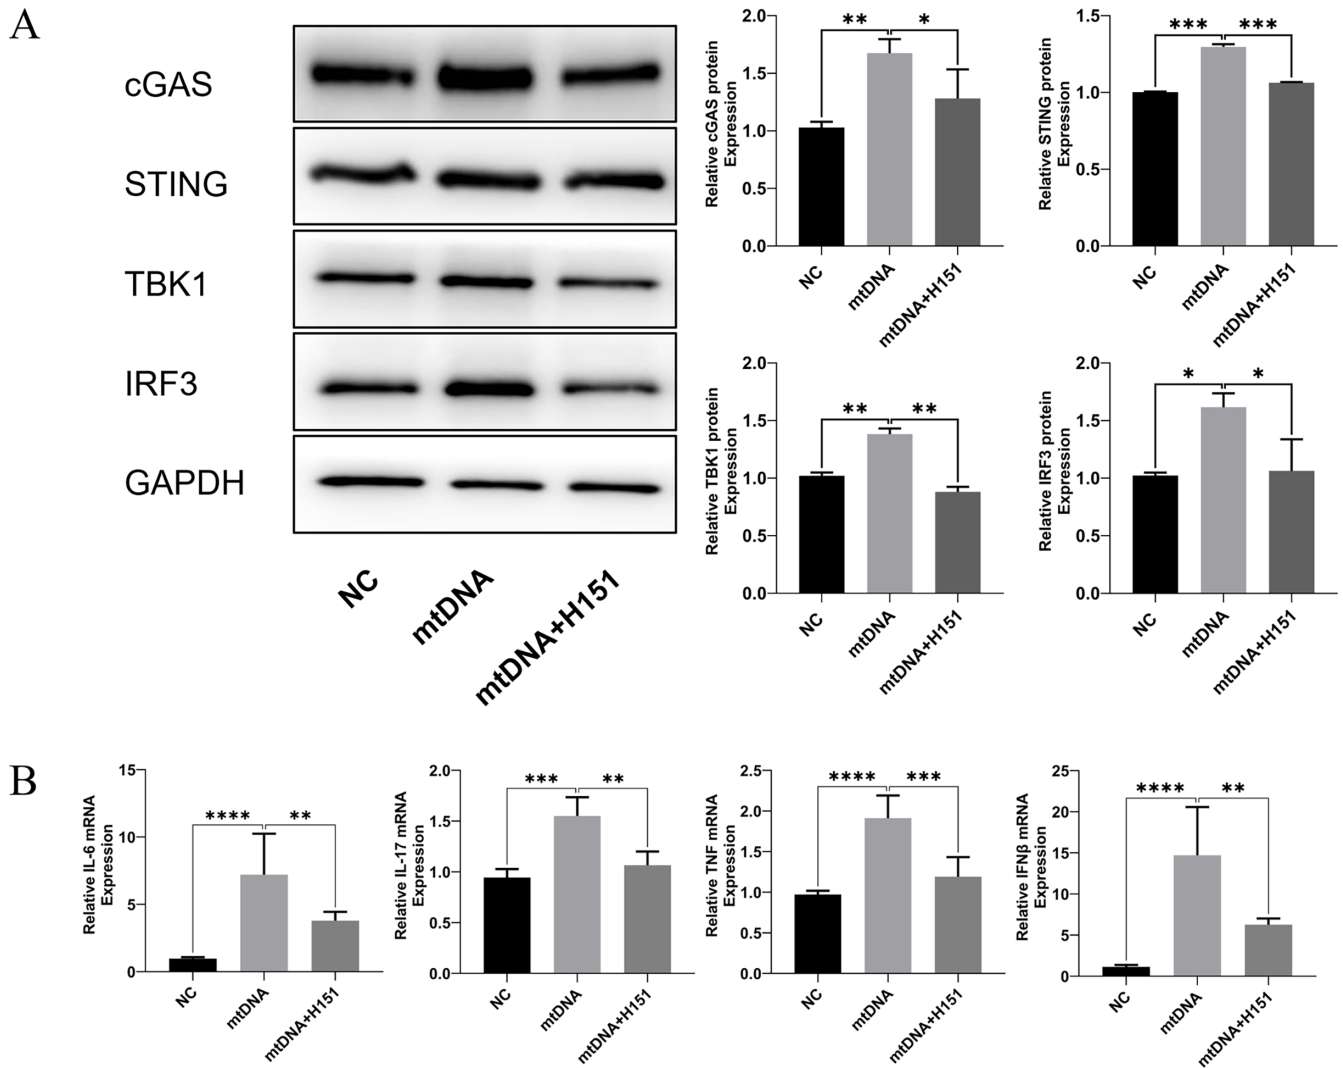 A
cGAS
STING
TBK1
IRF3
GAPDH
NC
mtDNA
mtDNA+H151
Relative cGAS protein
Expression
2.0
1.5
1.0
0.5
0.0
**
*
NC
mtDNA
mtDNA+H151
Relative STING protein
Expression
1.5
1.0
0.5
0.0
***
***
NC
mtDNA
mtDNA+H151
Relative TBK1 protein
Expression
2.0
1.5
1.0
0.5
0.0
**
**
NC
mtDNA
mtDNA+H151
Relative IRF3 protein
Expression
2.0
1.5
1.0
0.5
0.0
*
*
NC
mtDNA
mtDNA+H151
B
Relative IL-6 mRNA
Expression
15
10
5
0
****
**
NC
mtDNA
mtDNA+H151
Relative IL-17 mRNA
Expression
2.0
1.5
1.0
0.5
0.0
***
**
NC
mtDNA
mtDNA+H151
Relative TNF mRNA
Expression
2.5
2.0
1.5
1.0
0.5
0.0
****
***
NC
mtDNA
mtDNA+H151
Relative IFNβ mRNA
Expression
25
20
15
10
5
0
****
**
NC
mtDNA
mtDNA+H151